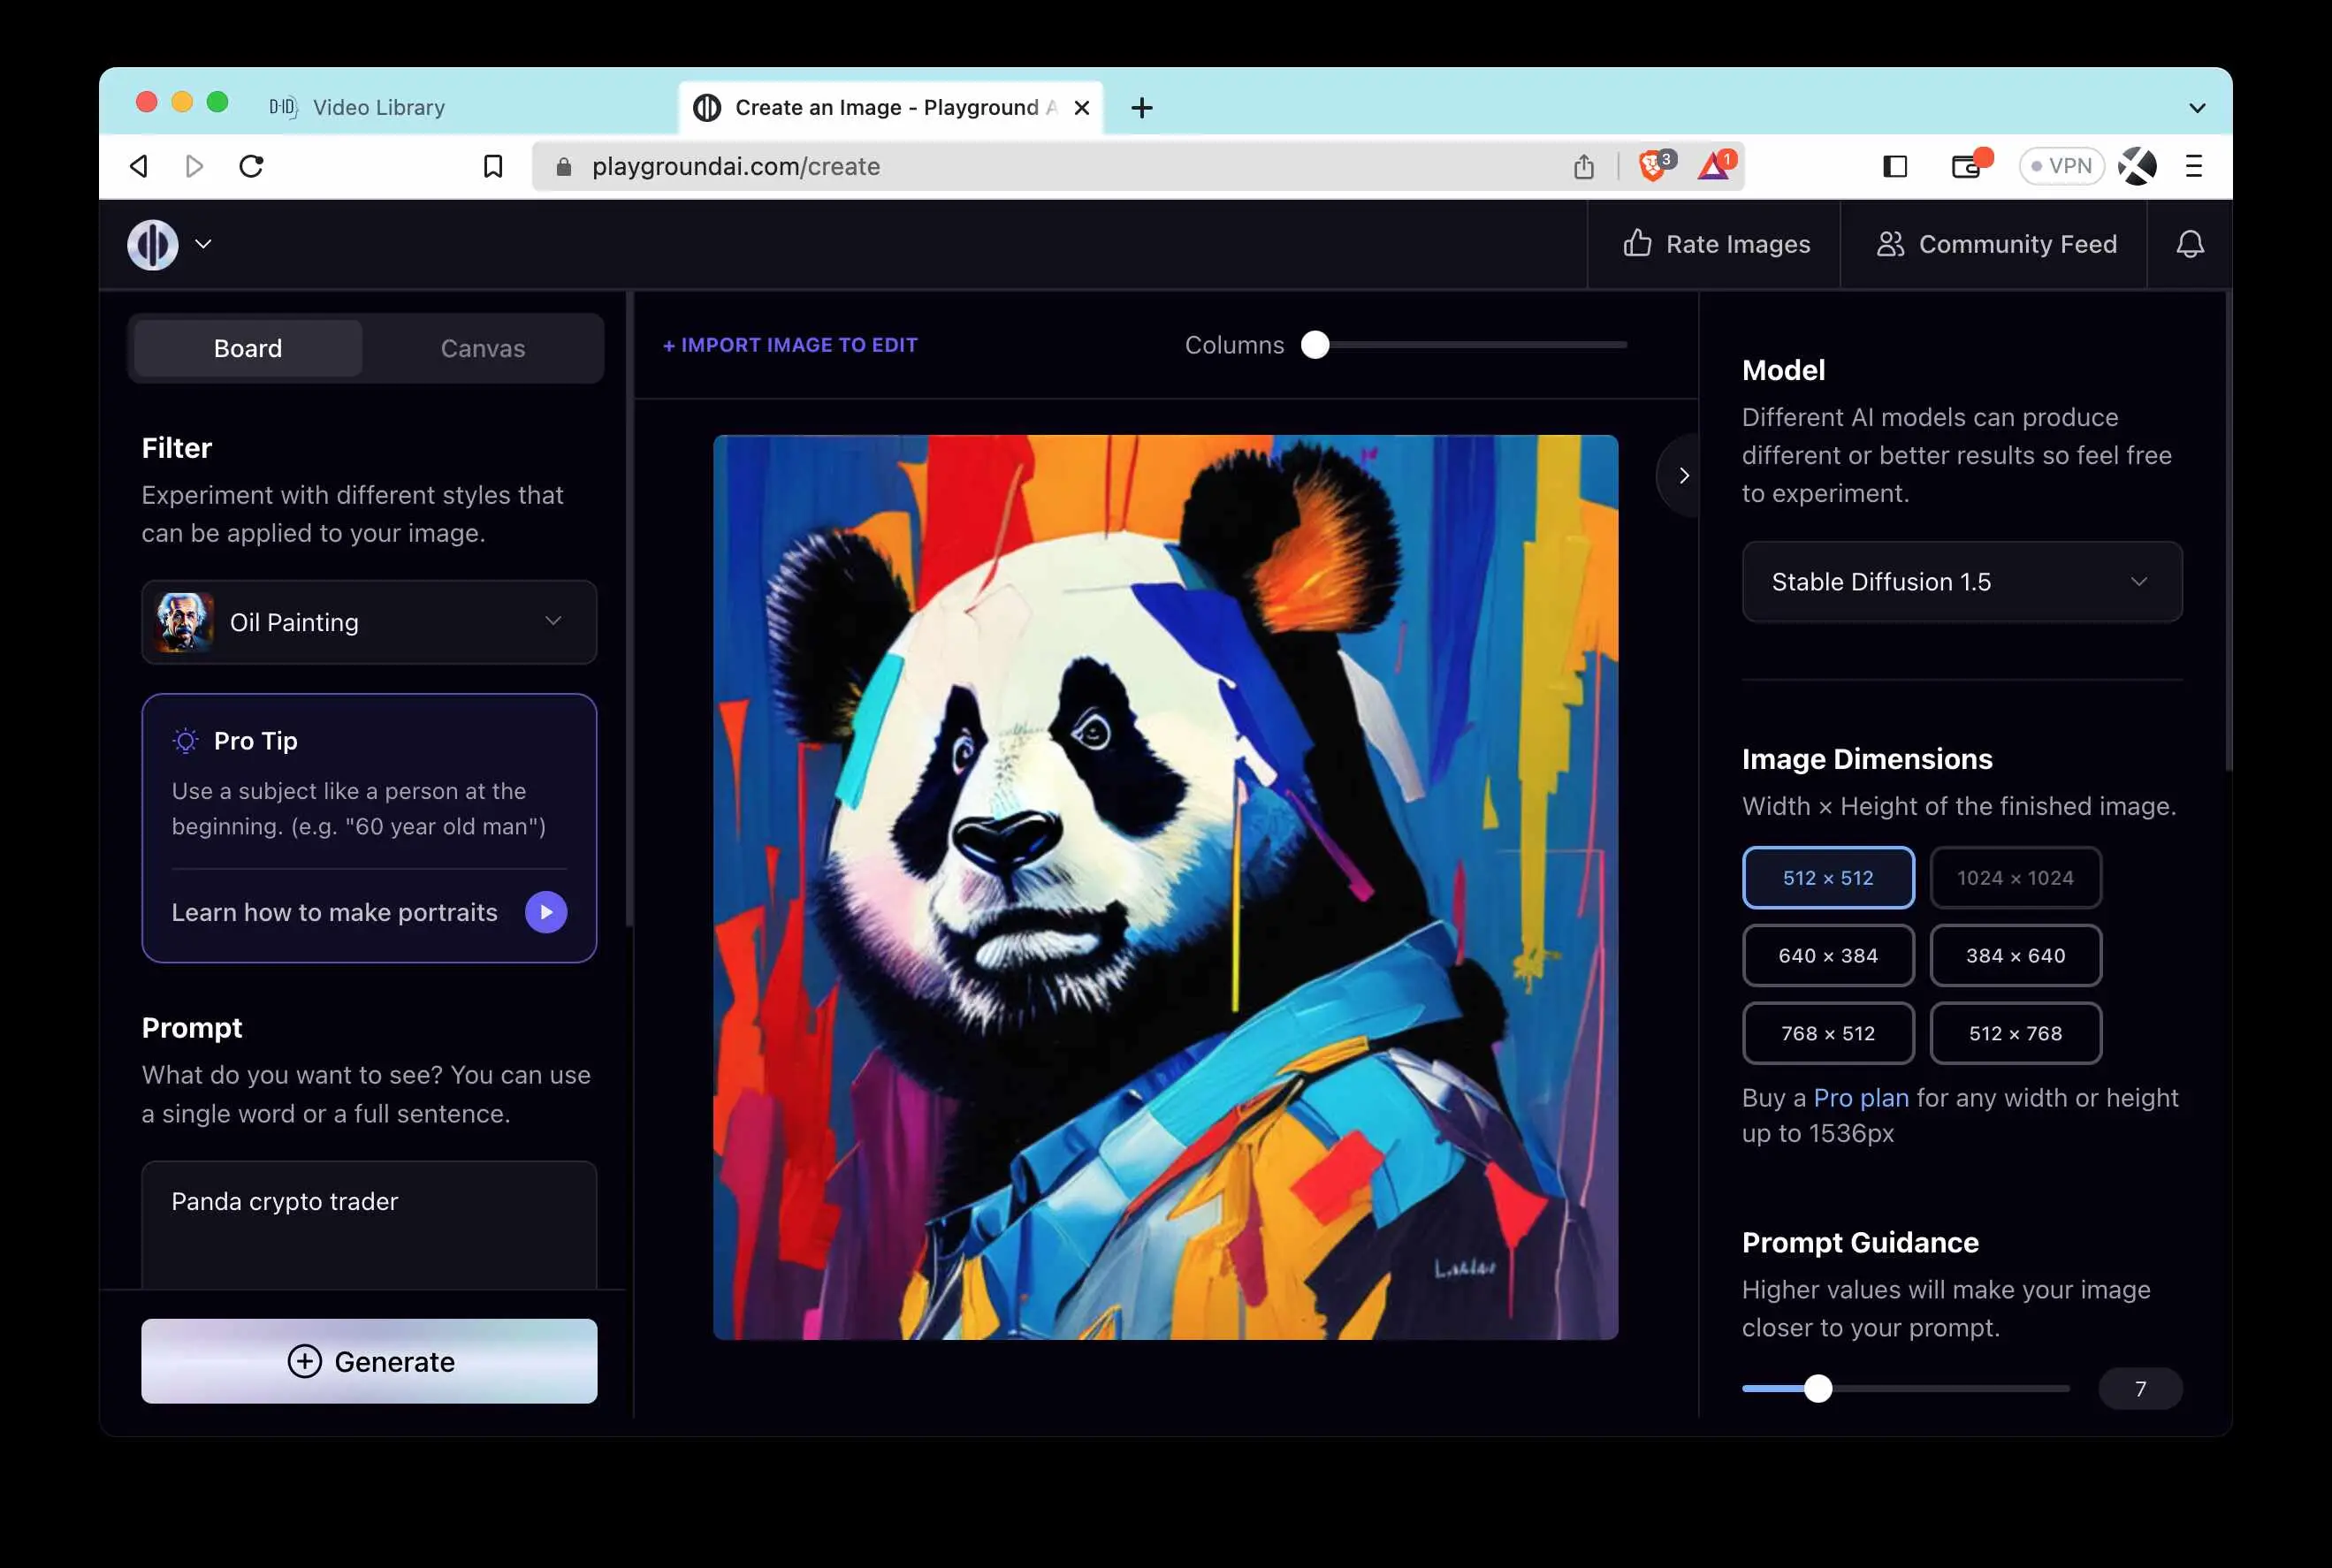 D-ID Video Library
Create an Image - Playground A
playgroundai.com/create
3
1
VPN
Rate Images
Community Feed
Board
Canvas
Filter
Experiment with different styles that
can be applied to your image.
Oil Painting
Pro Tip
Use a subject like a person at the
beginning. (e.g. "60 year old man")
Learn how to make portraits
Prompt
What do you want to see? You can use
a single word or a full sentence.
Panda crypto trader
Generate
+ IMPORT IMAGE TO EDIT
Columns
Model
Different AI models can produce
different or better results so feel free
to experiment.
Stable Diffusion 1.5
Image Dimensions
Width × Height of the finished image.
512 × 512
1024 × 1024
640 × 384
384 × 640
768 × 512
512 × 768
Buy a Pro plan for any width or height
up to 1536px
Prompt Guidance
Higher values will make your image
closer to your prompt.
7